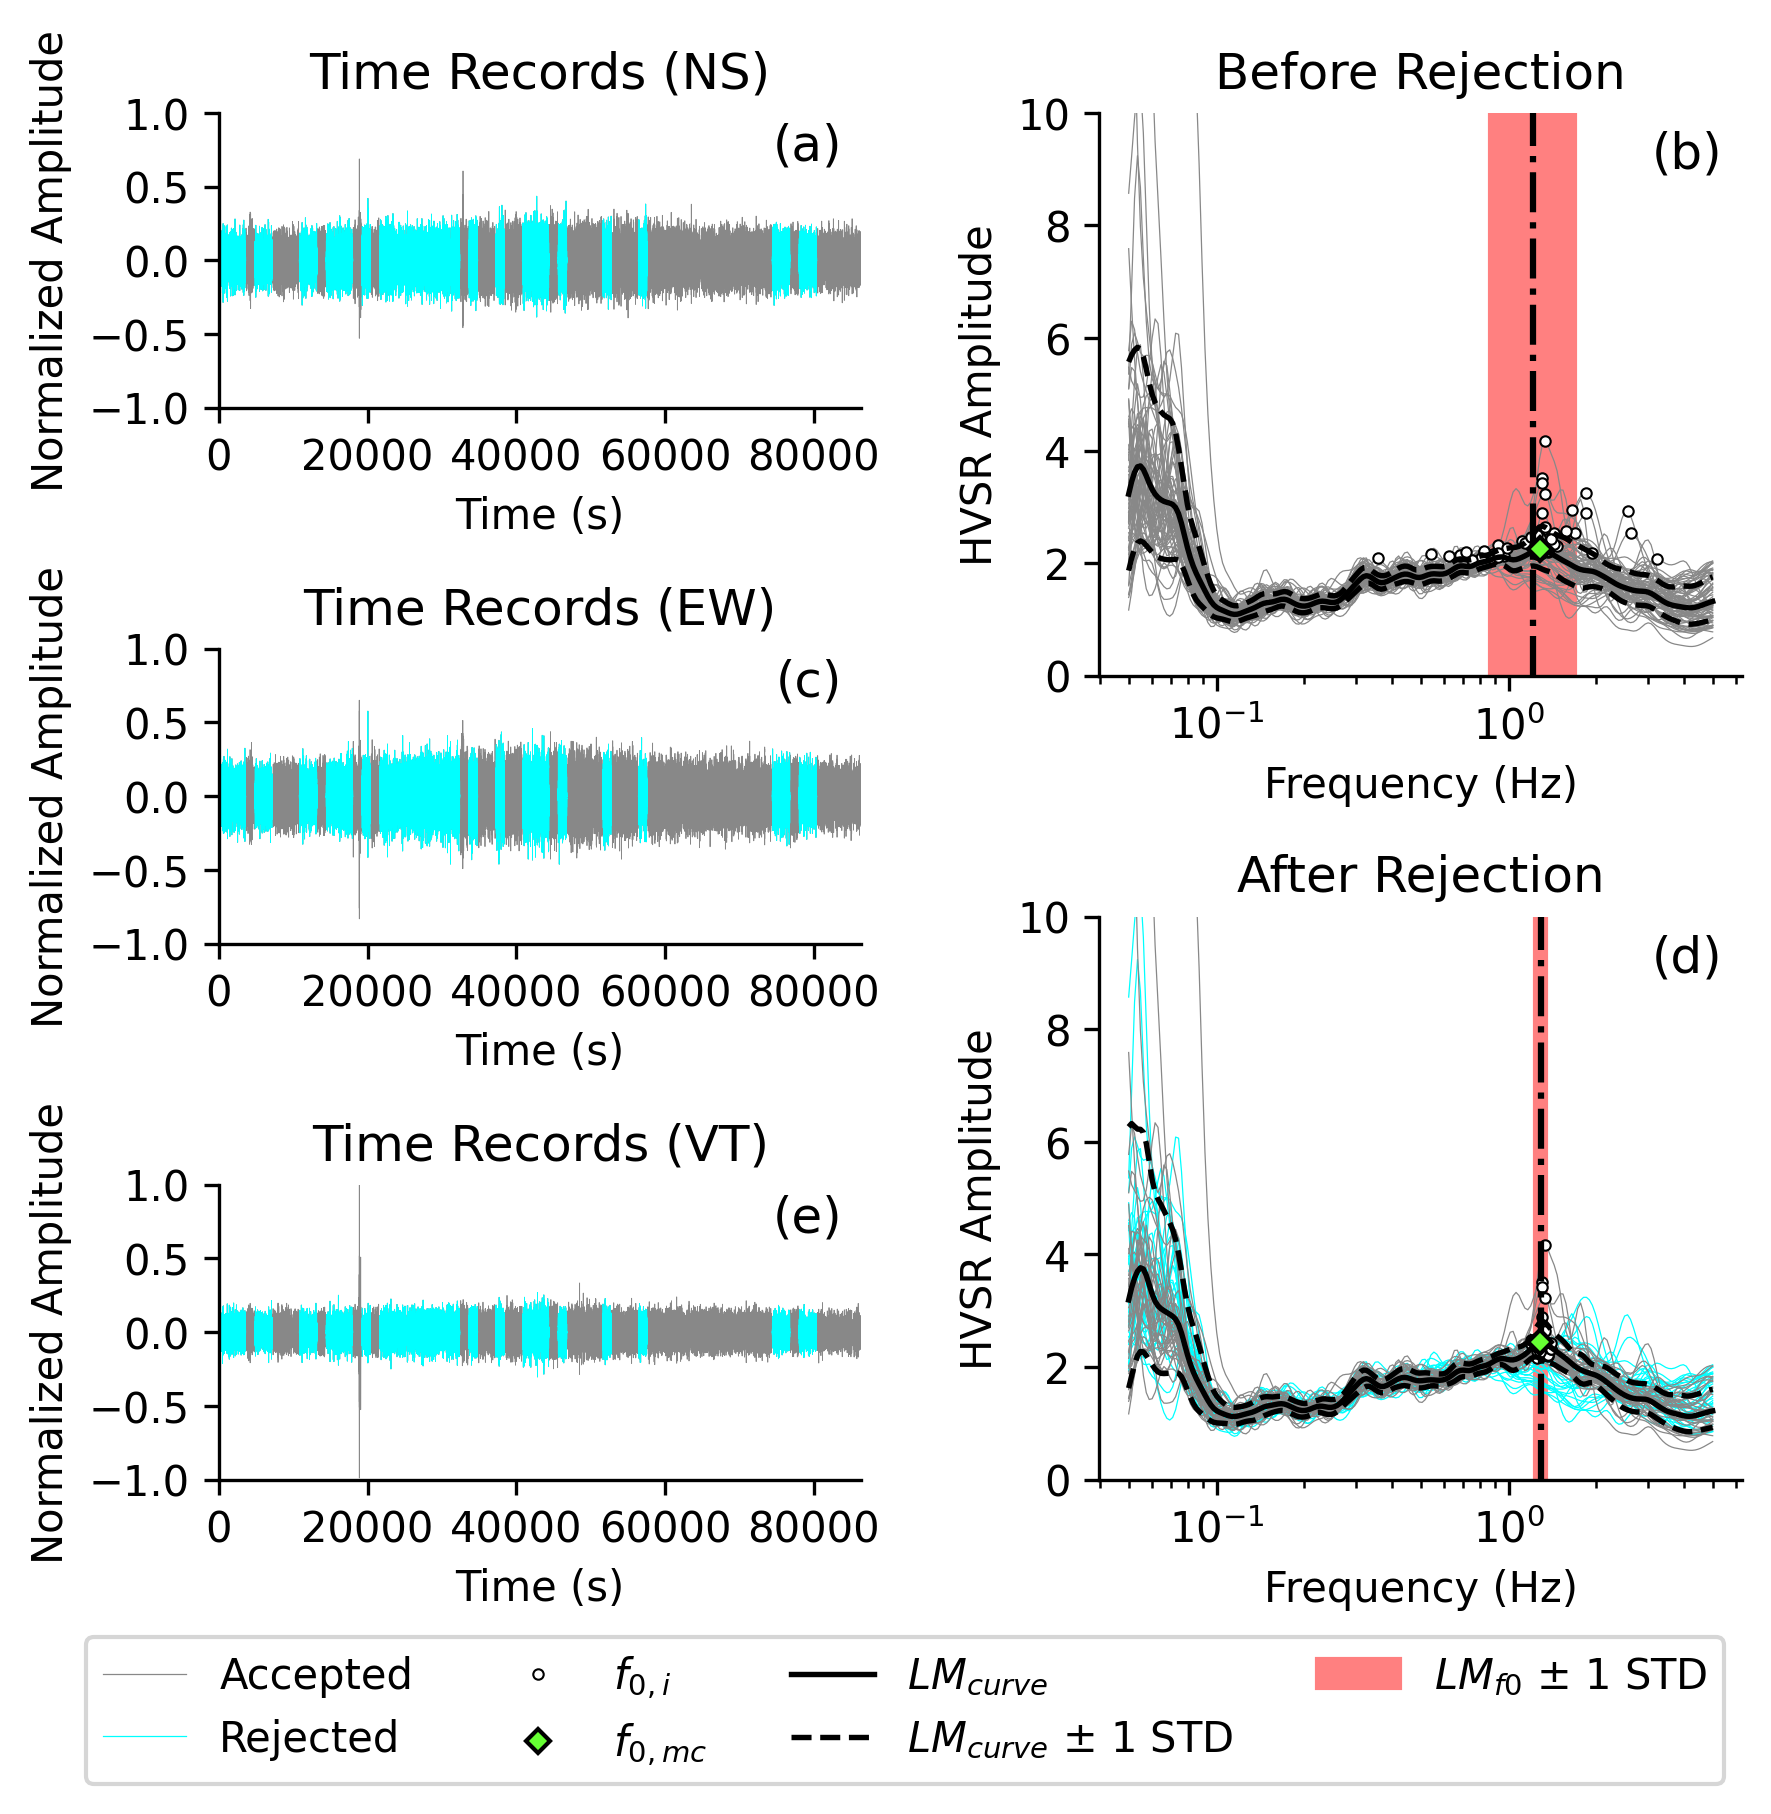 Time Records (NS)
(a)
Normalized Amplitude
1.0
0.5
0.0
−0.5
−1.0
0 20000 40000 60000 80000
Time (s)
Before Rejection
(b)
HVSR Amplitude
10
8
6
4
2
0
10⁻¹ 10⁰
Frequency (Hz)
Time Records (EW)
(c)
Normalized Amplitude
1.0
0.5
0.0
−0.5
−1.0
0 20000 40000 60000 80000
Time (s)
After Rejection
(d)
HVSR Amplitude
10
8
6
4
2
0
10⁻¹ 10⁰
Frequency (Hz)
Time Records (VT)
(e)
Normalized Amplitude
1.0
0.5
0.0
−0.5
−1.0
0 20000 40000 60000 80000
Time (s)
Accepted
Rejected
f0,i
f0,mc
LMcurve
LMcurve ± 1 STD
LMf0 ± 1 STD